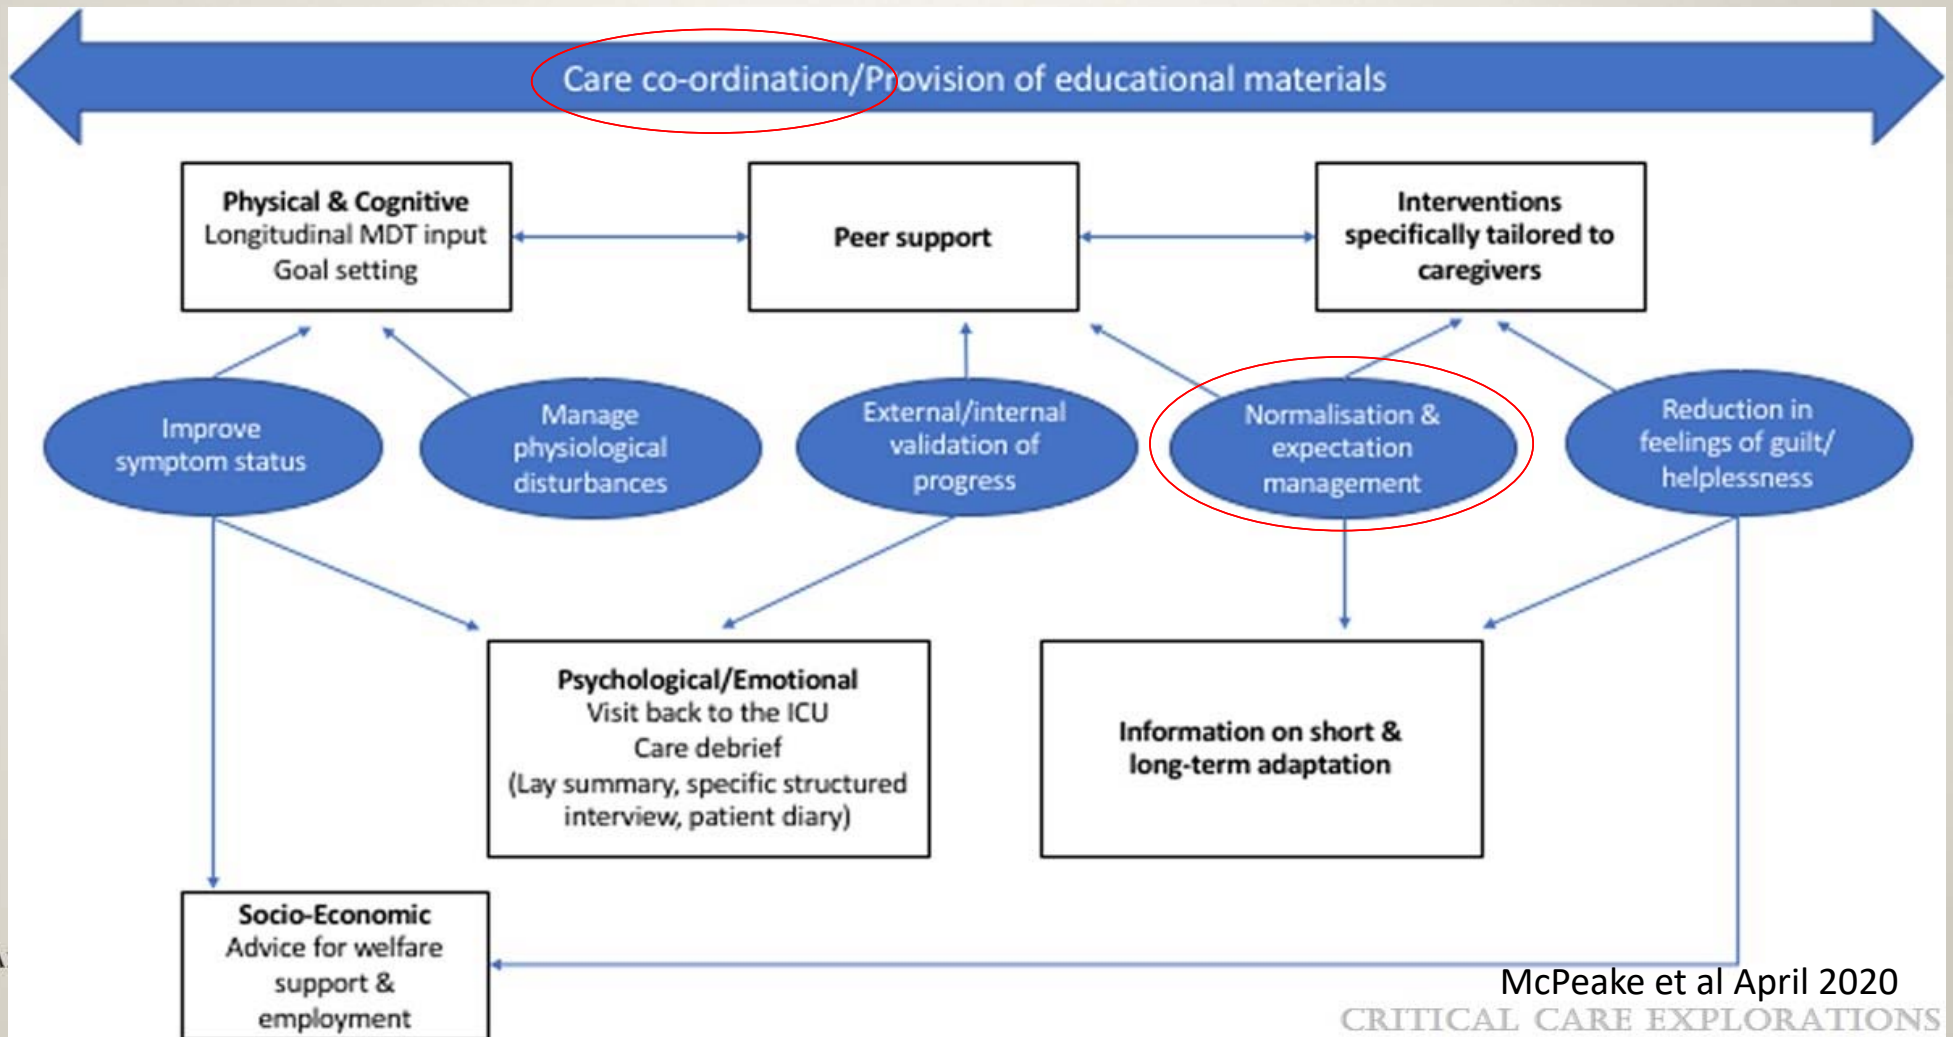 Care co-ordination/Provision of educational materials
Physical & Cognitive
Longitudinal MDT input
Goal setting
Peer support
Interventions
specifically tailored to
caregivers
Improve
symptom status
Manage
physiological
disturbances
External/internal
validation of
progress
Normalisation &
expectation
management
Reduction in
feelings of guilt/
helplessness
Psychological/Emotional
Visit back to the ICU
Care debrief
(Lay summary, specific structured
interview, patient diary)
Information on short &
long-term adaptation
Socio-Economic
Advice for welfare
support &
employment
McPeake et al April 2020
CRITICAL CARE EXPLORATIONS